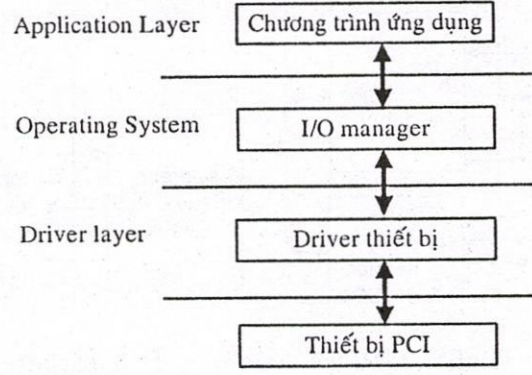 Application Layer
Chương trình ứng dụng
Operating System
I/O manager
Driver layer
Driver thiết bị
Thiết bị PCI